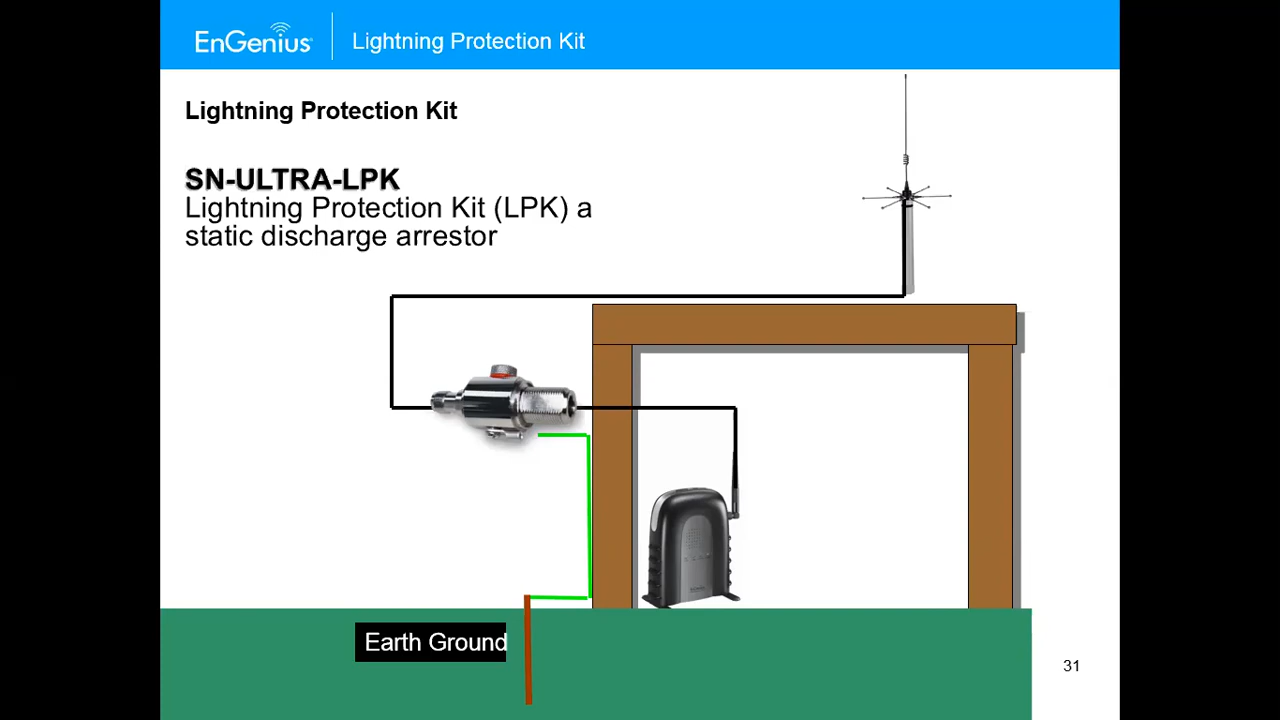 EnGenius
Lightning Protection Kit
Lightning Protection Kit
SN-ULTRA-LPK
Lightning Protection Kit (LPK) a
static discharge arrestor
Earth Ground
31